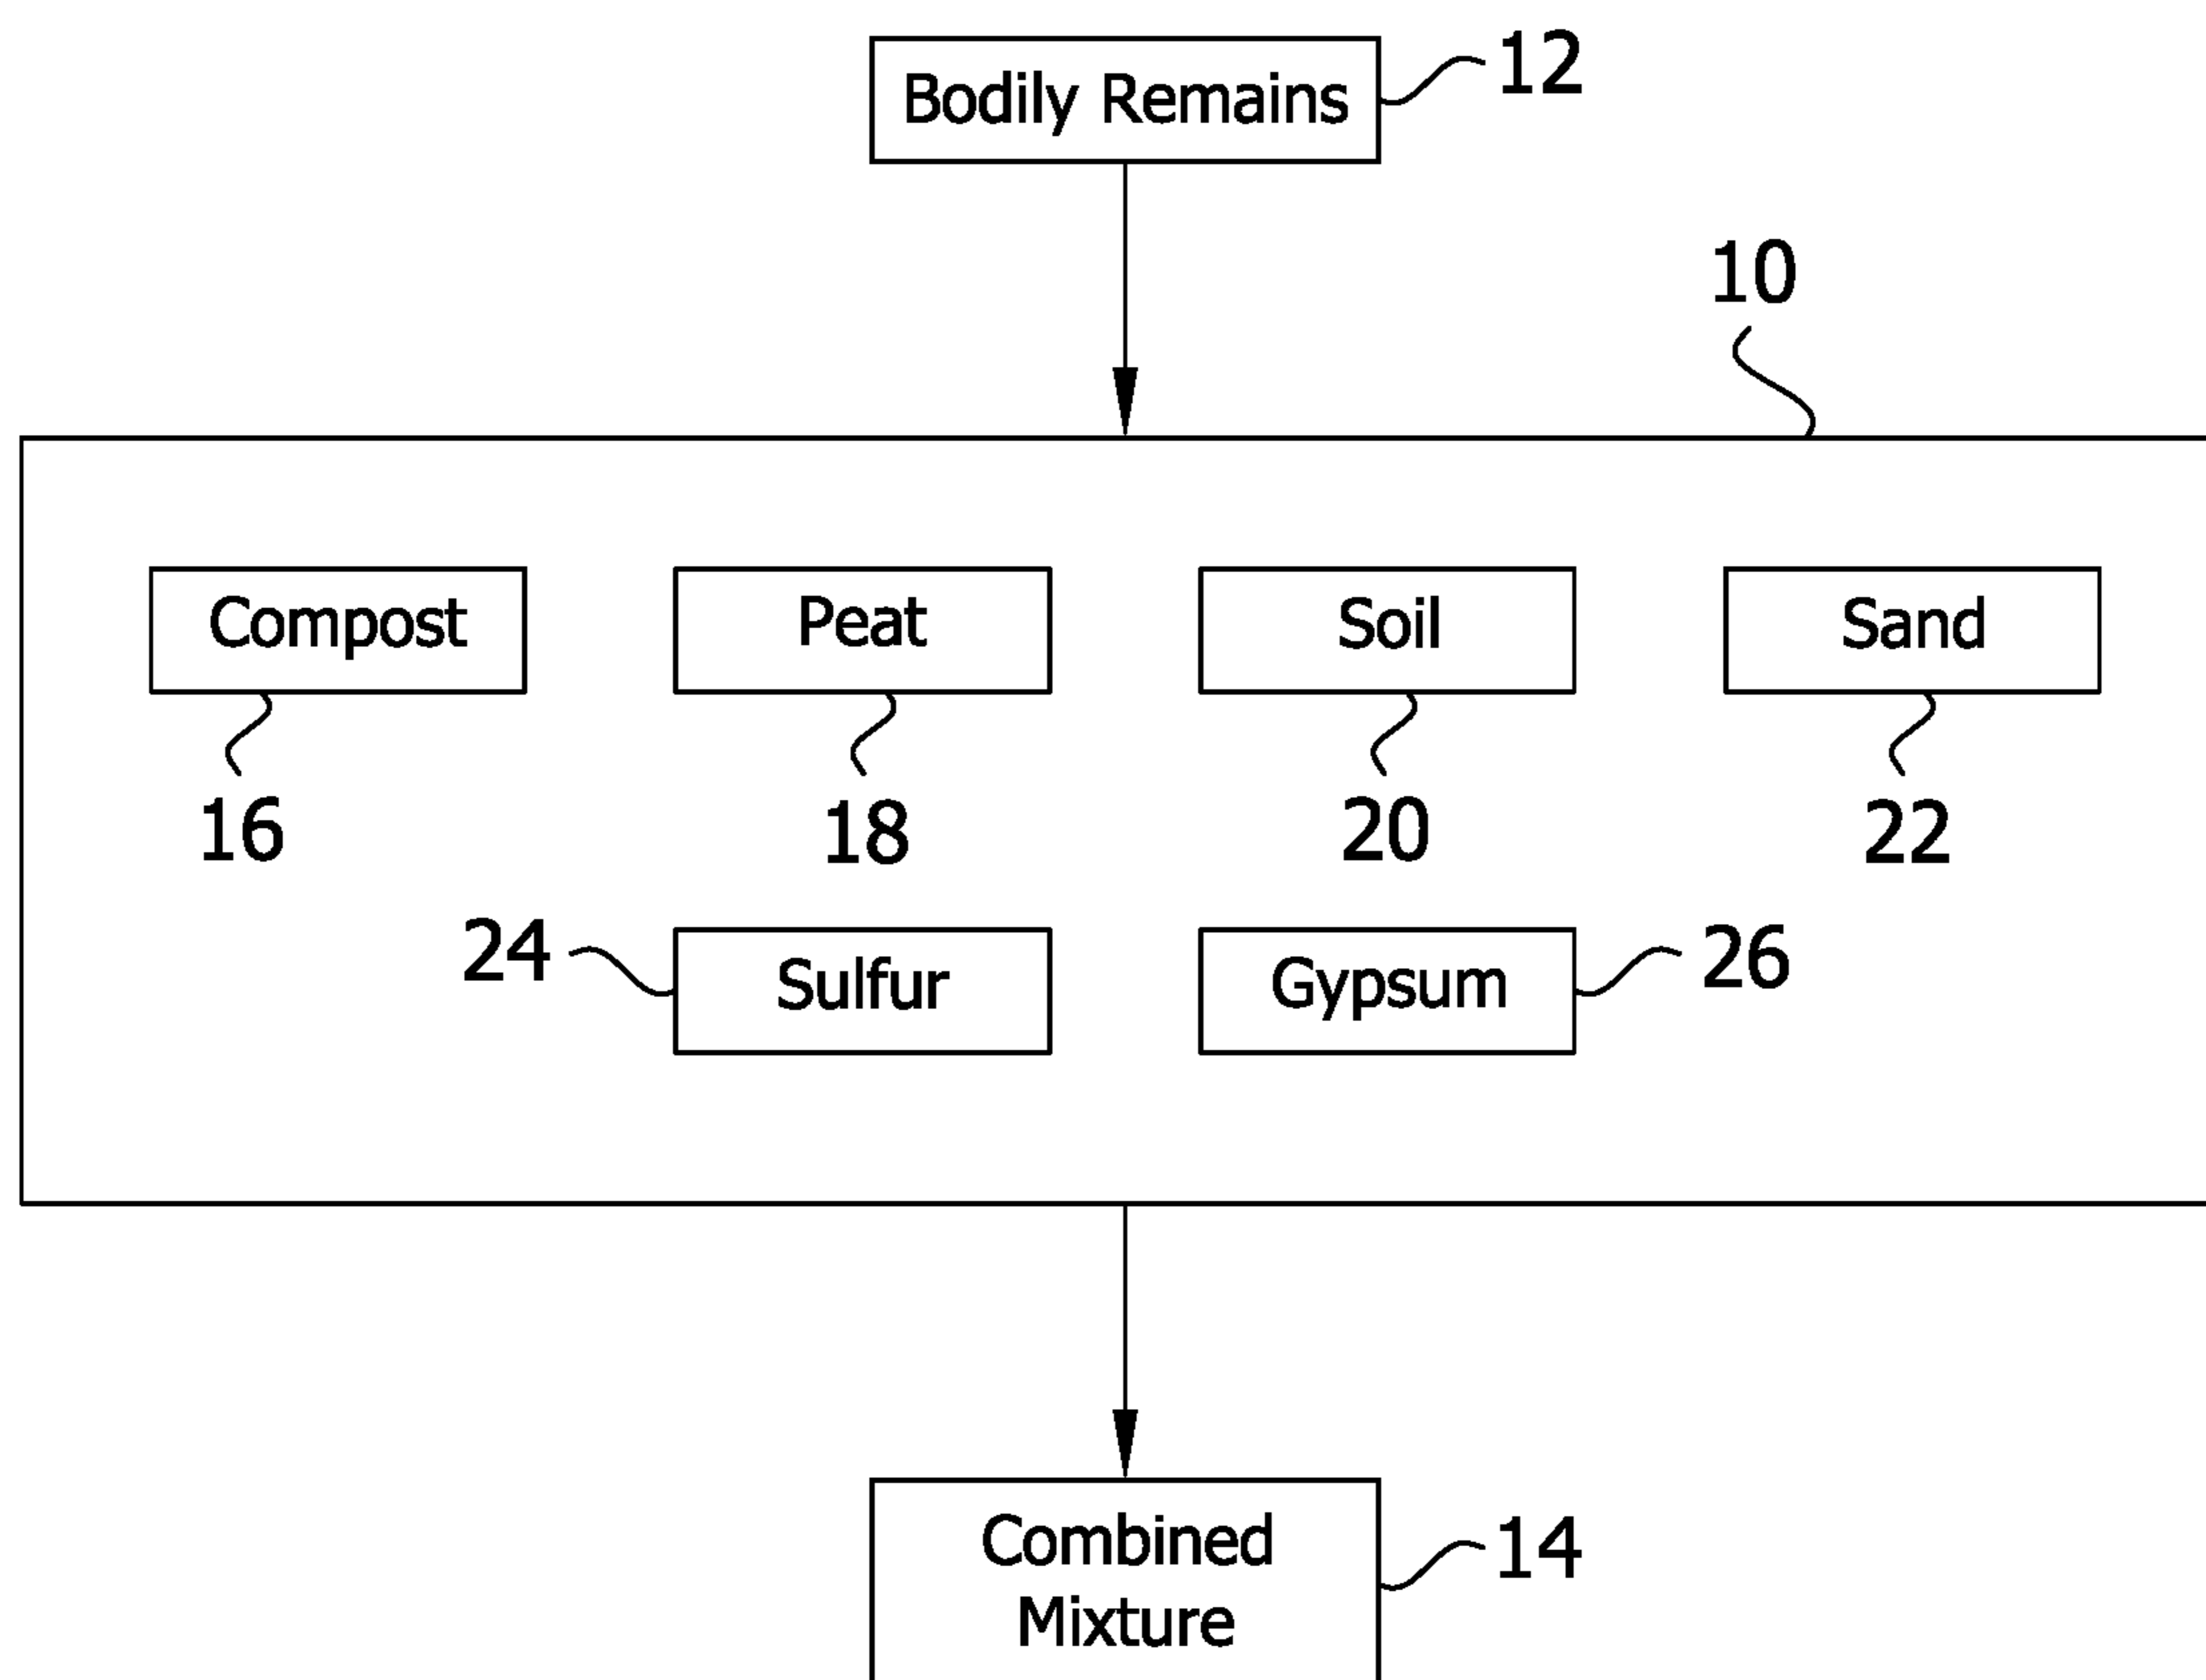 Bodily Remains
12
10
Compost
Peat
Soil
Sand
16
18
20
22
24
Sulfur
Gypsum
26
Combined
Mixture
14